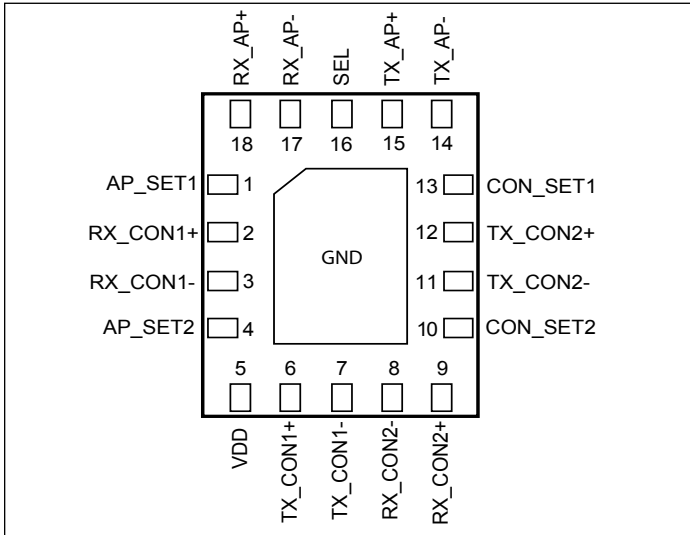 RX_AP+
RX_AP-
SEL
TX_AP+
TX_AP-
18
17
16
15
14
AP_SET1
1
13
CON_SET1
RX_CON1+
2
12
TX_CON2+
GND
RX_CON1-
3
11
TX_CON2-
AP_SET2
4
10
CON_SET2
5
6
7
8
9
VDD
TX_CON1+
TX_CON1-
RX_CON2-
RX_CON2+